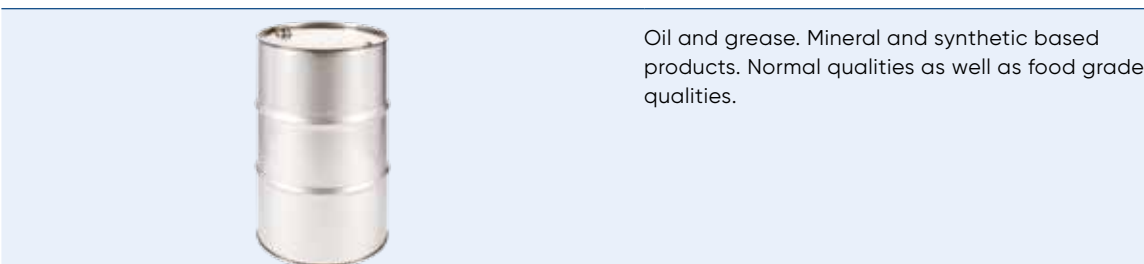 Oil and grease. Mineral and synthetic based
products. Normal qualities as well as food grade
qualities.